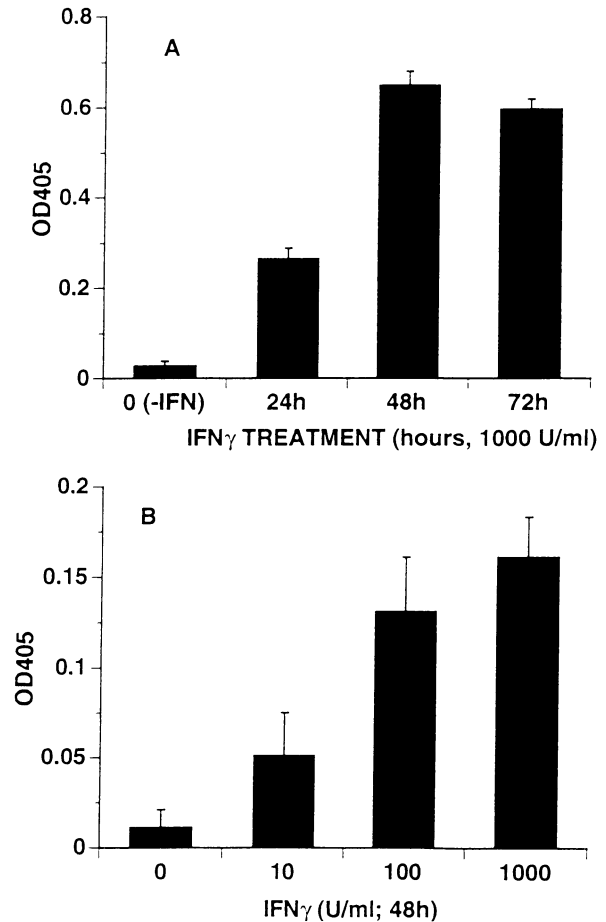 A
0.8
0.6
0.4
0.2
0
OD405
0 (-IFN) 24h 48h 72h
IFNγ TREATMENT (hours, 1000 U/ml)
B
0.2
0.15
0.1
0.05
0
OD405
0 10 100 1000
IFNγ (U/ml; 48h)